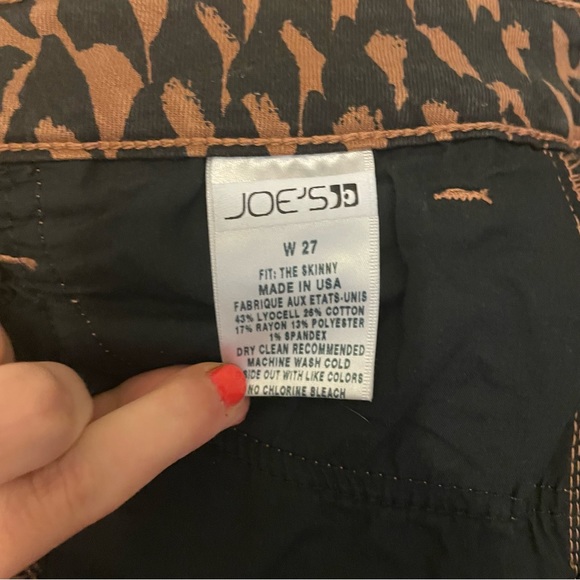 JOE'S
W 27
FIT: THE SKINNY
MADE IN USA
FABRIQUE AUX ETATS-UNIS
43% LYOCELL 26% COTTON
17% RAYON 13% POLYESTER
1% SPANDEX
DRY CLEAN RECOMMENDED
MACHINE WASH COLD
SIDE OUT WITH LIKE COLORS
NO CHLORINE BLEACH